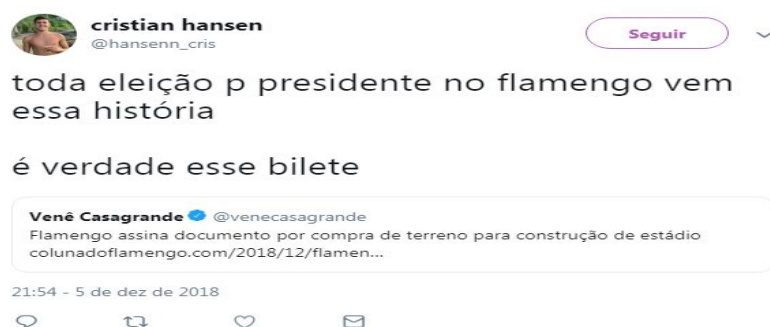 cristian hansen
@hansenn_cris
Seguir
toda eleição p presidente no flamengo vem
essa história
é verdade esse bilete
Venê Casagrande @venecasagrande
Flamengo assina documento por compra de terreno para construção de estádio
colunadoflamengo.com/2018/12/flamen...
21:54 - 5 de dez de 2018